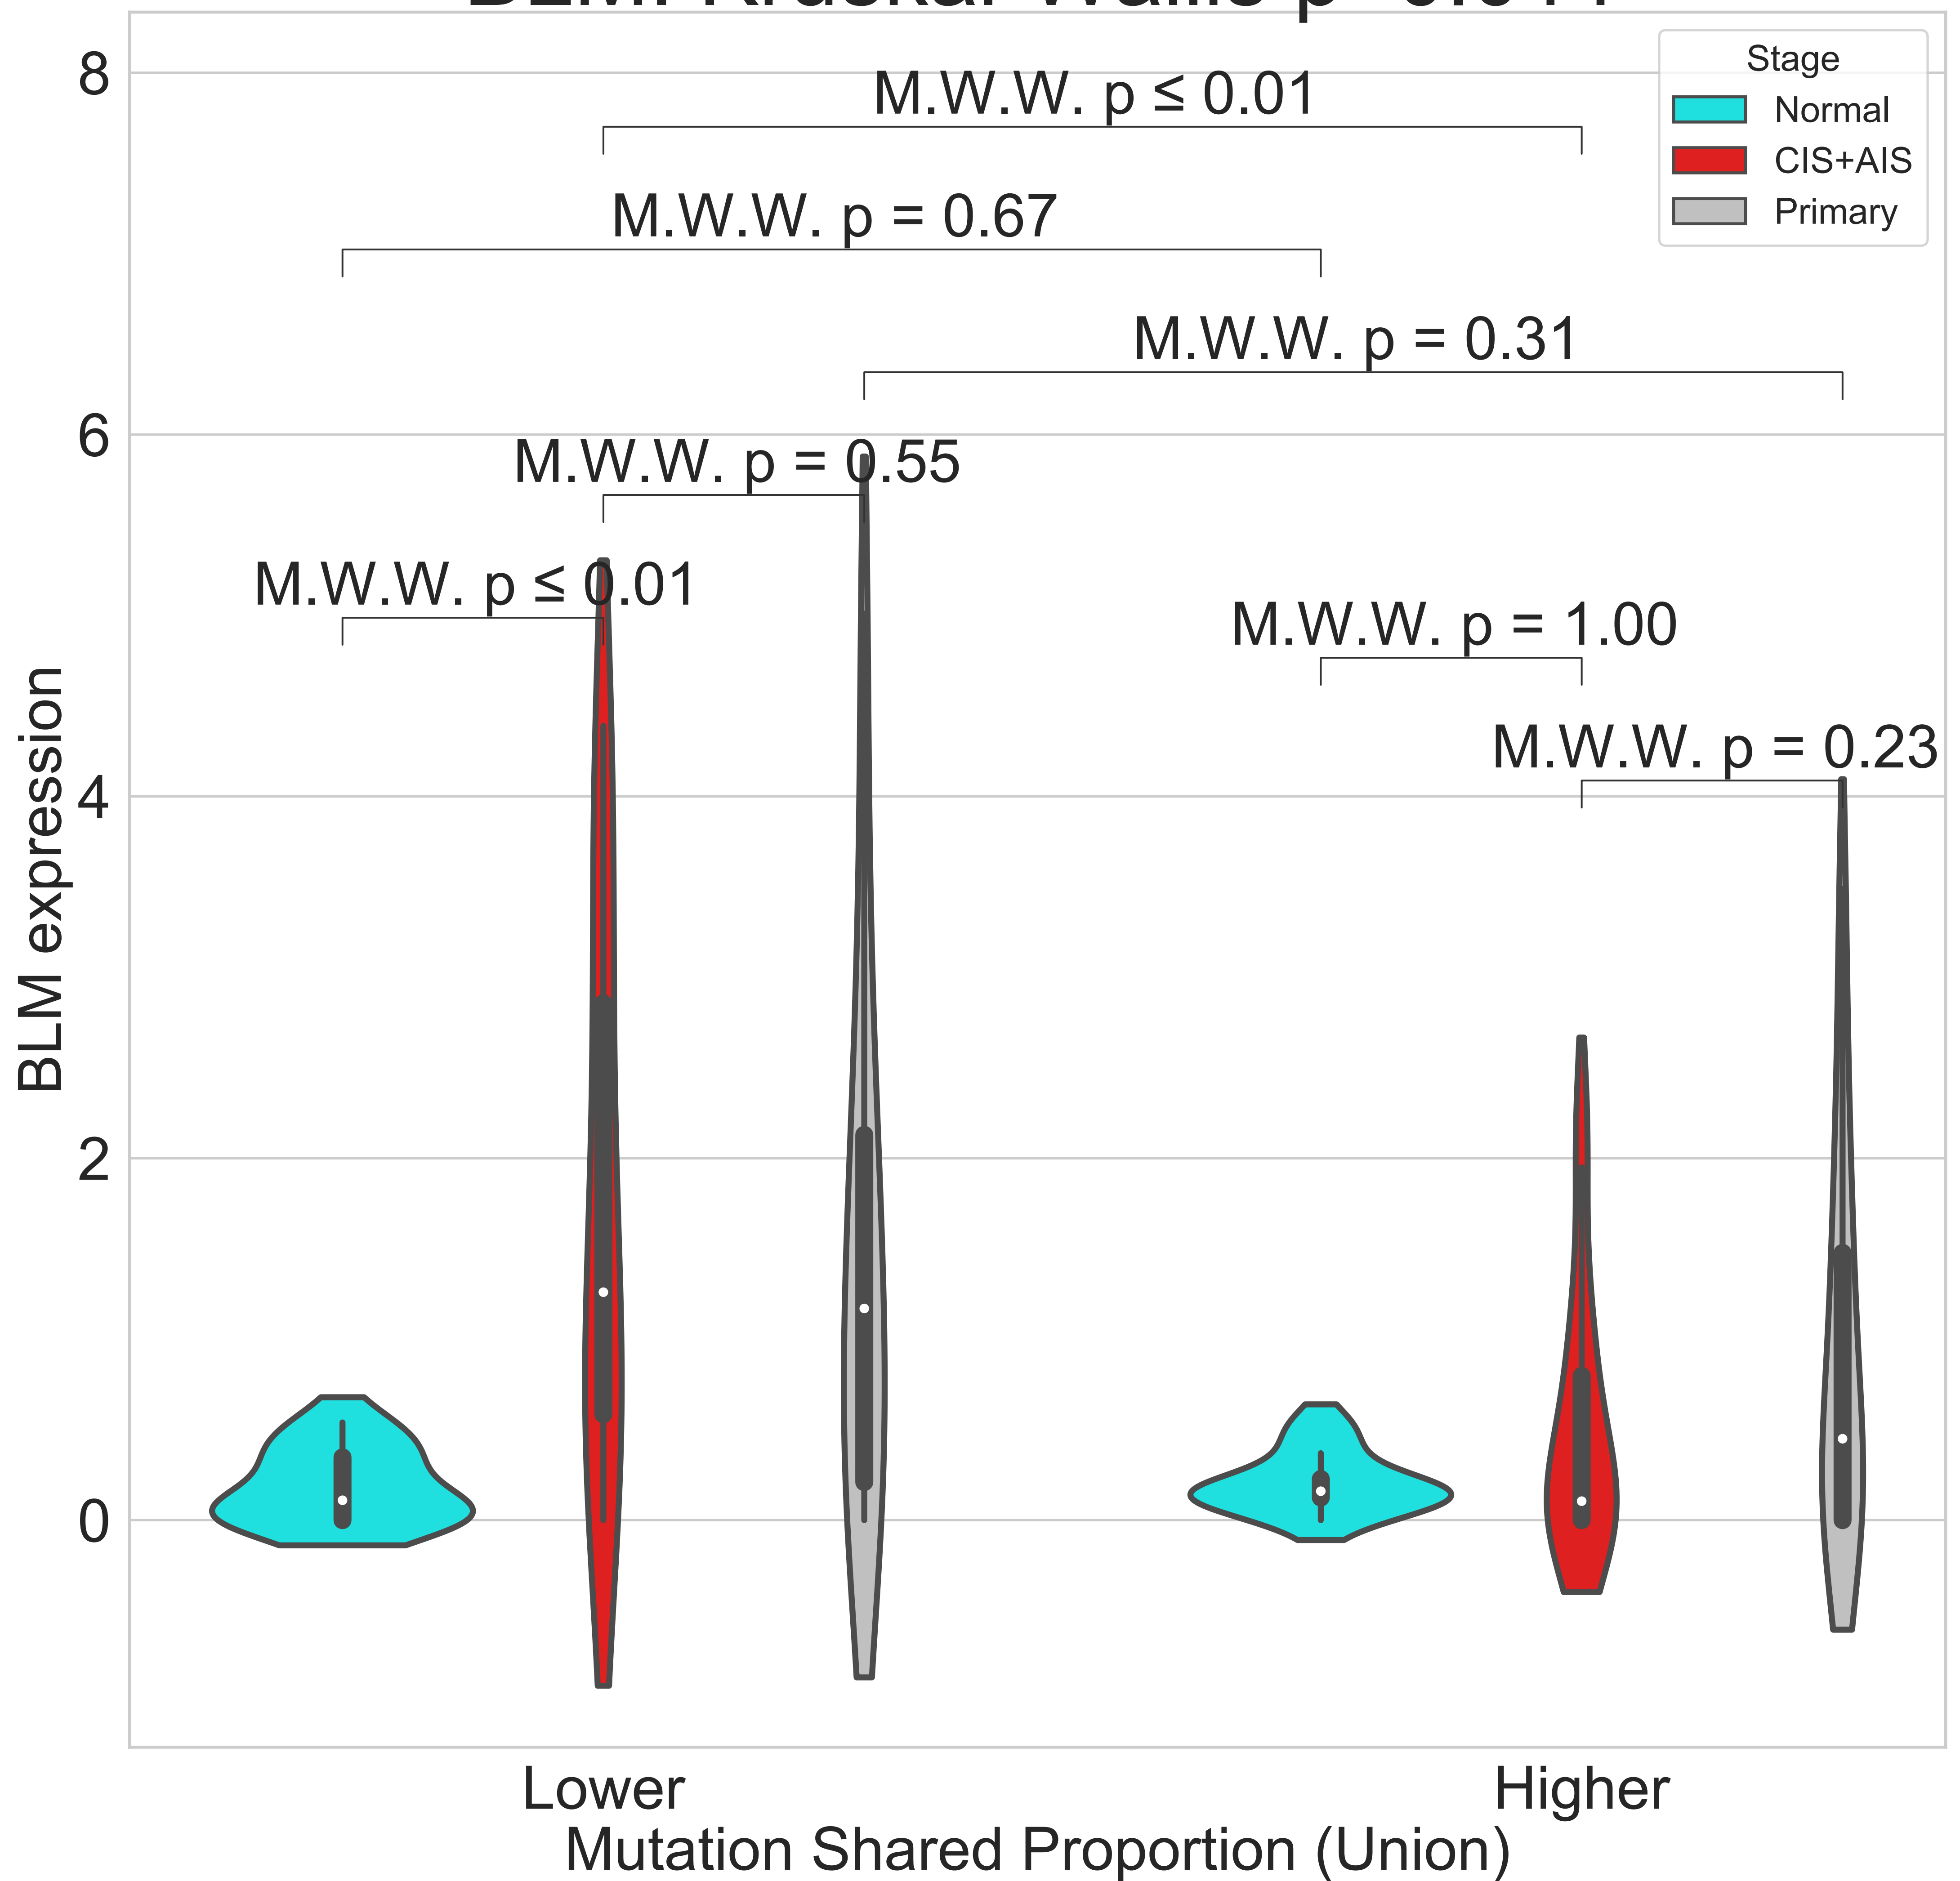 8
6
4
2
0
BLM expression
M.W.W. p ≤ 0.01
M.W.W. p = 0.67
M.W.W. p = 0.31
M.W.W. p = 0.55
M.W.W. p ≤ 0.01
M.W.W. p = 1.00
M.W.W. p = 0.23
Stage
Normal
CIS+AIS
Primary
Lower
Higher
Mutation Shared Proportion (Union)